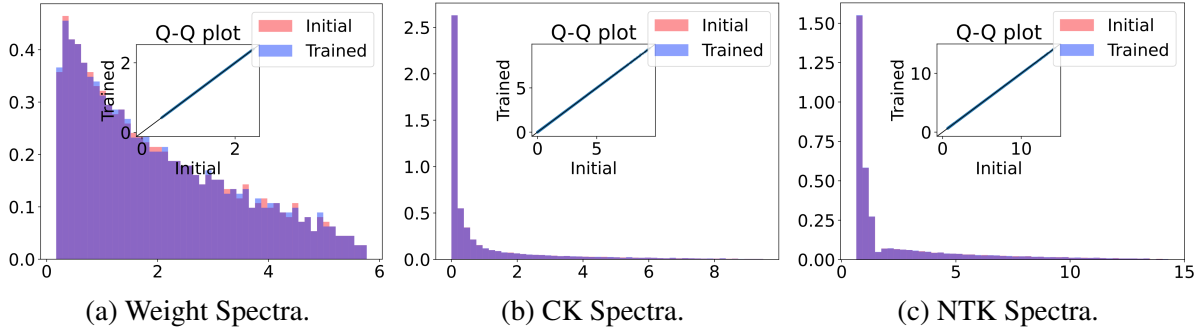 Q-Q plot
Initial
Trained
0.4
0.3
0.2
0.1
0.0
0
2
4
6
Trained
2
0
0
2
Initial
(a) Weight Spectra.
Q-Q plot
Initial
Trained
2.5
2.0
1.5
1.0
0.5
0.0
0
2
4
6
8
Trained
5
0
0
5
Initial
(b) CK Spectra.
Q-Q plot
Initial
Trained
1.50
1.25
1.00
0.75
0.50
0.25
0.00
0
5
10
15
Trained
10
0
0
10
Initial
(c) NTK Spectra.